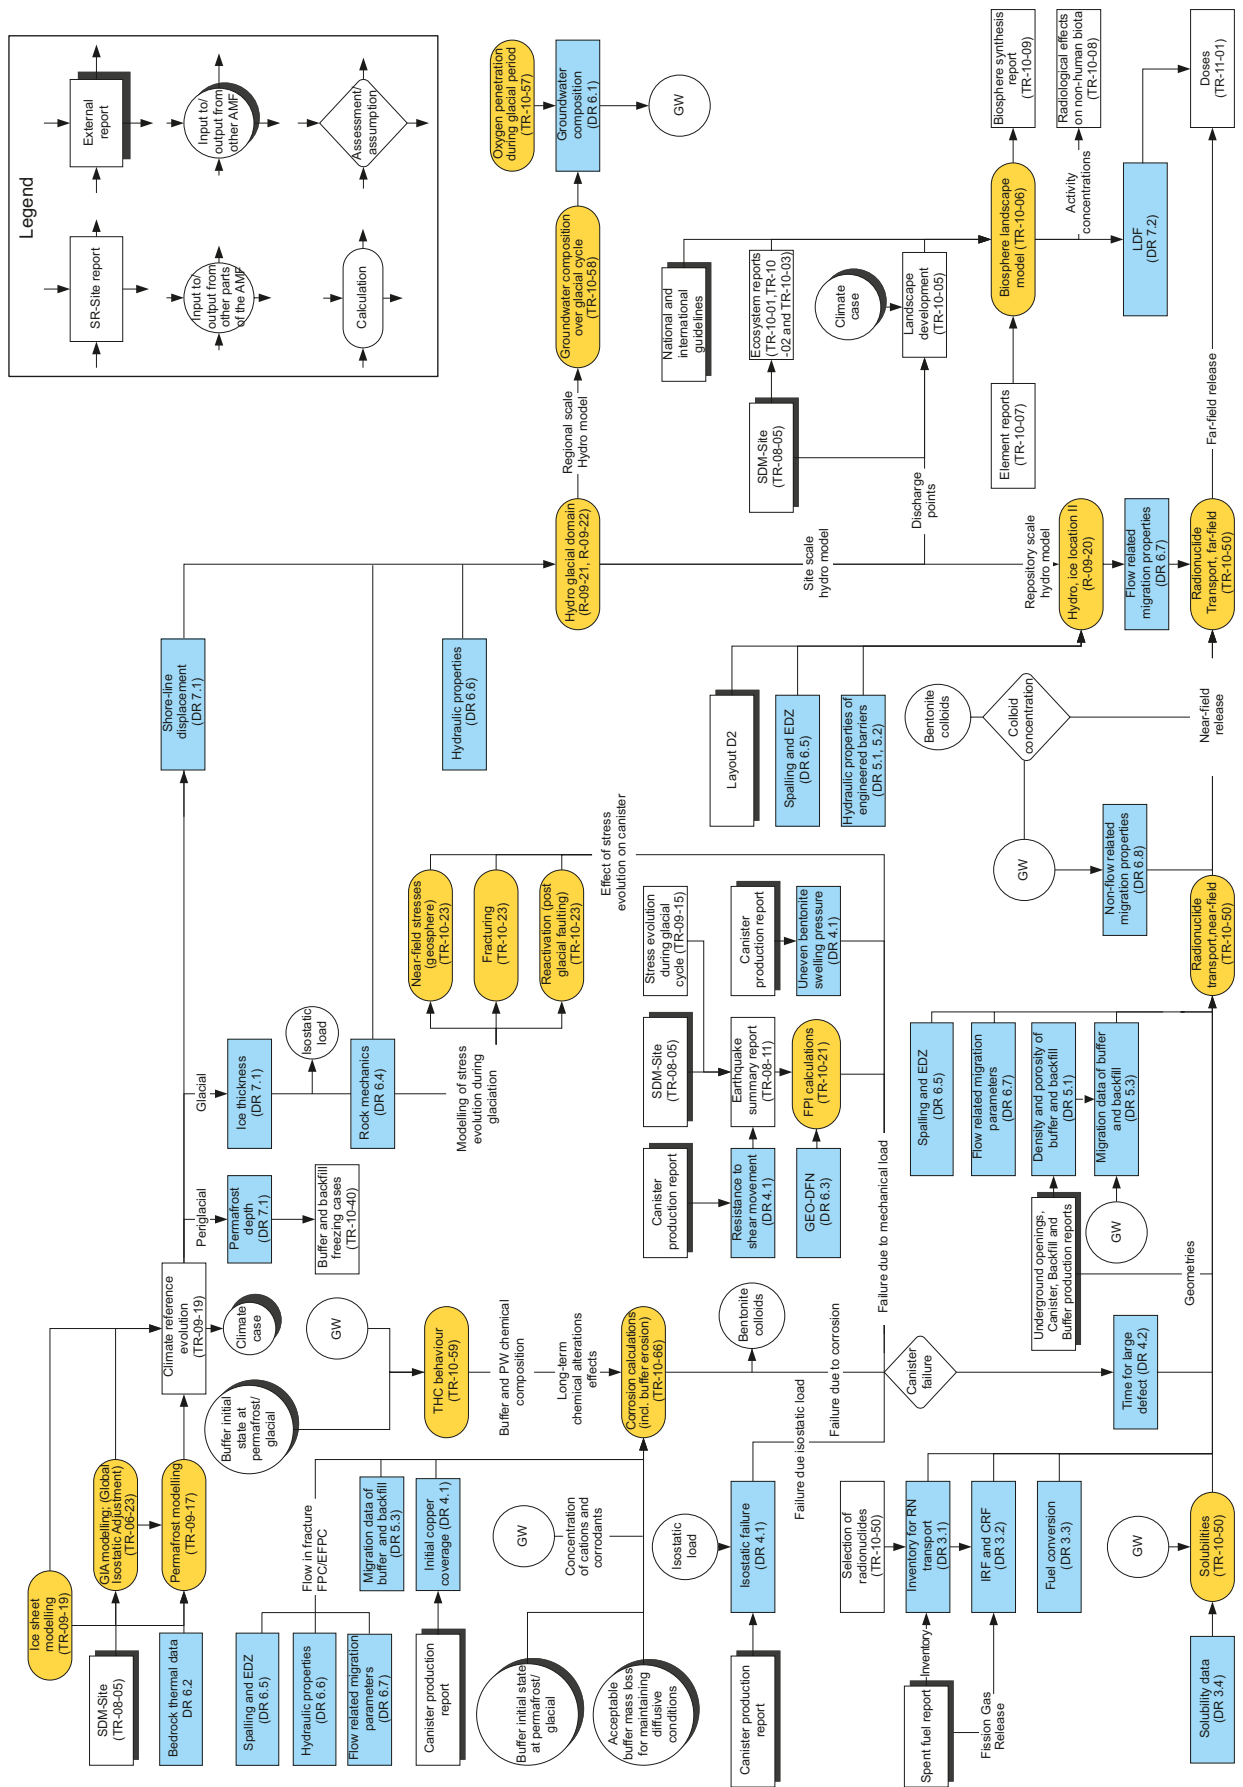 Legend
SR-Site report
External
report
Input to/
output from
other parts
of the AMF
Input to/
output from
other AMF
Calculation
Assessment/
assumption
Ice sheet
modelling
(TR-09-19)
SDM-Site
(TR-08-05)
GIA modelling; (Global
Isostatic Adjustment)
(TR-06-23)
Bedrock thermal data
DR 6.2
Permafrost modelling
(TR-09-17)
Climate reference
evolution
(TR-09-19)
Climate
case
Periglacial
Glacial
Permafrost
depth
(DR 7.1)
Buffer and backfill
freezing cases
(TR-10-40)
Ice thickness
(DR 7.1)
Isostatic
load
Rock mechanics
(DR 6.4)
Shore-line
displacement
(DR 7.1)
Hydraulic properties
(DR 6.6)
Modelling of stress
evolution during
glaciation
Near-field stresses
(geosphere)
(TR-10-23)
Fracturing
(TR-10-23)
Reactivation (post
glacial faulting)
(TR-10-23)
Effect of stress
evolution on canister
Hydro glacial domain
(R-09-21, R-09-22)
Regional scale
Hydro model
Groundwater composition
over glacial cycle
(TR-10-58)
Oxygen penetration
during glacial period
(TR-10-57)
Groundwater
composition
(DR 6.1)
GW
Buffer initial
state at
permafrost/
glacial
GW
THC behaviour
(TR-10-59)
Buffer and PW chemical
composition
Long-term
chemical alterations
effects
Spalling and EDZ
(DR 6.5)
Hydraulic properties
(DR 6.6)
Flow related migration
parameters
(DR 6.7)
Flow in fracture
FPC/EFPC
Migration data of
buffer and backfill
(DR 5.3)
Canister production
report
Initial copper
coverage (DR 4.1)
GW
Concentration
of cations and
corrodants
Buffer initial state
at permafrost/
glacial
Acceptable
buffer mass loss
for maintaining
diffusive
conditions
Corrosion calculations
(incl. buffer erosion)
(TR-10-66)
Bentonite
colloids
Failure due to corrosion
Canister
production report
Resistance to
shear movement
(DR 4.1)
SDM-Site
(TR-08-05)
Stress evolution
during glacial
cycle (TR-09-15)
Earthquake
summary report
(TR-08-11)
GEO-DFN
(DR 6.3)
FPI calculations
(TR-10-21)
Canister
production report
Uneven bentonite
swelling pressure
(DR 4.1)
Failure due to mechanical load
Isostatic
load
Canister production
report
Isostatic failure
(DR 4.1)
Failure due isostatic load
Canister
failure
Time for large
defect (DR 4.2)
Site scale
hydro model
National and
international
guidelines
SDM-Site
(TR-08-05)
Ecosystem reports
(TR-10-01,TR-10
-02 and TR-10-03)
Climate
case
Landscape
development
(TR-10-05)
Discharge
points
Element reports
(TR-10-07)
Biosphere landscape
model (TR-10-06)
Biosphere synthesis
report
(TR-10-09)
Activity
concentrations
Radiological effects
on non-human biota
(TR-10-08)
LDF
(DR 7.2)
Doses
(TR-11-01)
Layout D2
Spalling and EDZ
(DR 6.5)
Hydraulic properties of
engineered barriers
(DR 5.1, 5.2)
Repository scale
hydro model
Hydro, ice location II
(R-09-20)
Flow related
migration properties
(DR 6.7)
Radionuclide
Transport, far-field
(TR-10-50)
Far-field release
Bentonite
colloids
Colloid
concentration
GW
Non-flow related
migration properties
(DR 6.8)
Near-field
release
Radionuclide
transport,near-field
(TR-10-50)
Spalling and EDZ
(DR 6.5)
Flow related migration
parameters
(DR 6.7)
Density and porosity of
buffer and backfill
(DR 5.1)
Migration data of buffer
and backfill
(DR 5.3)
Underground openings,
Canister, Backfill and
Buffer production reports
GW
Geometries
Selection of
radionuclides
(TR-10-50)
Spent fuel report
Inventory
Fission Gas
Release
Inventory for RN
transport
(DR 3.1)
IRF and CRF
(DR 3.2)
Fuel conversion
(DR 3.3)
GW
Solubility data
(DR 3.4)
Solubilities
(TR-10-50)